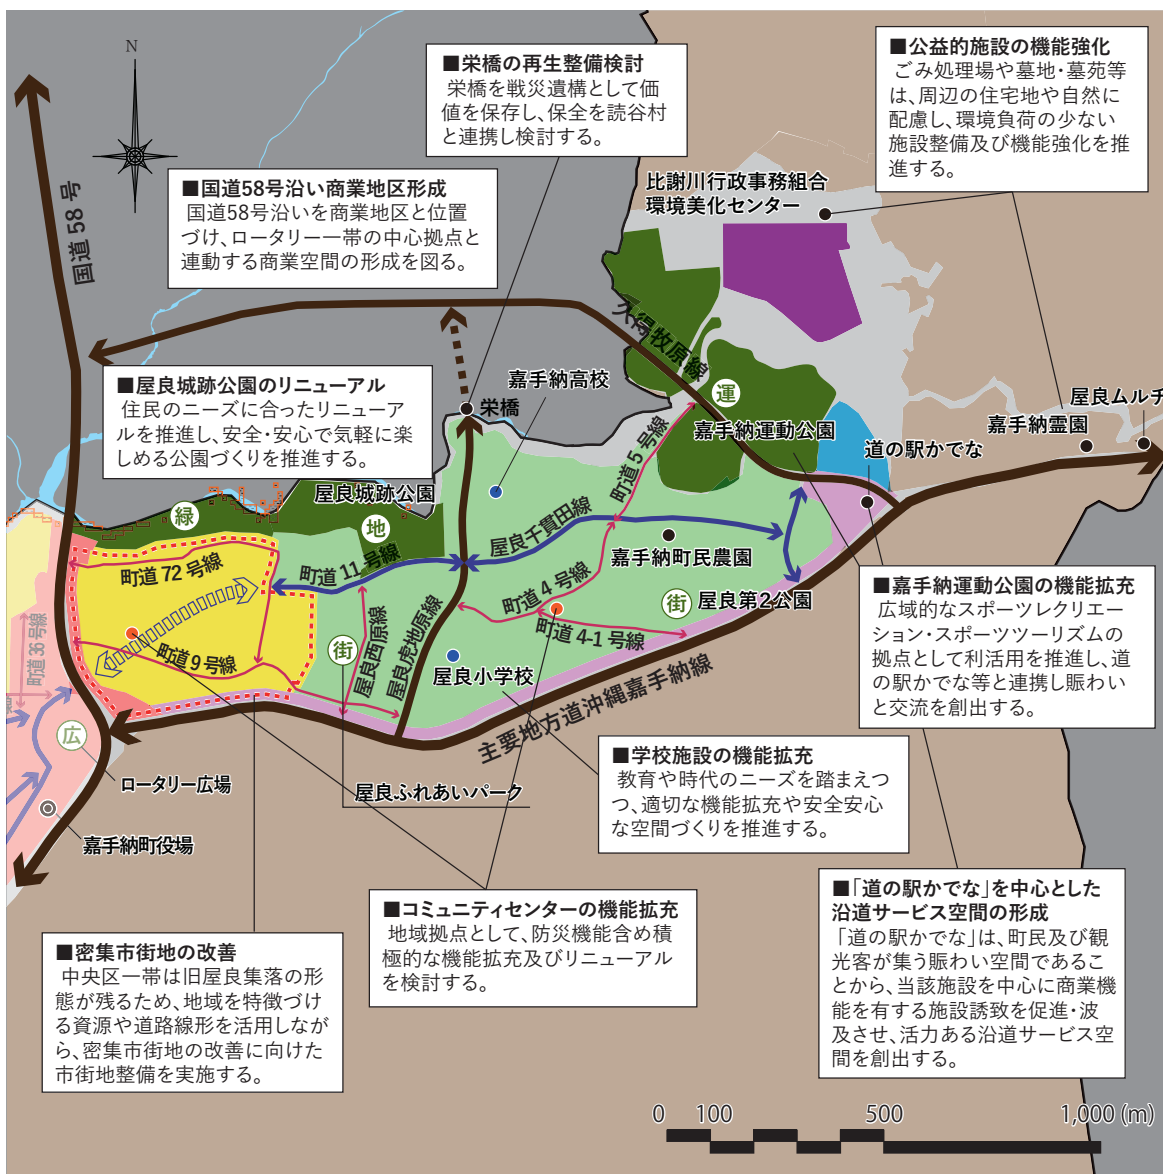 N
国道 58 号
■栄橋の再生整備検討
栄橋を戦災遺構として価
値を保存し、保全を読谷村
と連携し検討する。
■公益的施設の機能強化
ごみ処理場や墓地・墓苑等
は、周辺の住宅地や自然に
配慮し、環境負荷の少ない
施設整備及び機能強化を推
進する。
■国道58号沿い商業地区形成
国道58号沿いを商業地区と位置
づけ、ロータリー一帯の中心拠点と
連動する商業空間の形成を図る。
比謝川行政事務組合
環境美化センター
久得牧原線
■屋良城跡公園のリニューアル
住民のニーズに合ったリニューア
ルを推進し、安全・安心で気軽に楽
しめる公園づくりを推進する。
嘉手納高校
栄橋
運
嘉手納運動公園
屋良ムルチ
嘉手納霊園
道の駅かでな
屋良城跡公園
町道 5 号線
緑
地
屋良千貫田線
嘉手納町民農園
町道 72 号線
町道 11 号線
町道 4 号線
街
屋良第2公園
町道 4-1 号線
町道 9 号線
街
屋良西原線
屋良虎地原線
屋良小学校
町道 36 号線
線
広
主要地方道沖縄嘉手納線
ロータリー広場
屋良ふれあいパーク
嘉手納町役場
■嘉手納運動公園の機能拡充
広域的なスポーツレクリエー
ション・スポーツツーリズムの
拠点として利活用を推進し、道
の駅かでな等と連携し賑わい
と交流を創出する。
■学校施設の機能拡充
教育や時代のニーズを踏まえつ
つ、適切な機能拡充や安全安心
な空間づくりを推進する。
■コミュニティセンターの機能拡充
地域拠点として、防災機能含め積
極的な機能拡充及びリニューアル
を検討する。
■「道の駅かでな」を中心とした
沿道サービス空間の形成
「道の駅かでな」は、町民及び観
光客が集う賑わい空間であるこ
とから、当該施設を中心に商業機
能を有する施設誘致を促進・波
及させ、活力ある沿道サービス空
間を創出する。
■密集市街地の改善
中央区一帯は旧屋良集落の形
態が残るため、地域を特徴づけ
る資源や道路線形を活用しなが
ら、密集市街地の改善に向けた
市街地整備を実施する。
0 100 500 1,000 (m)